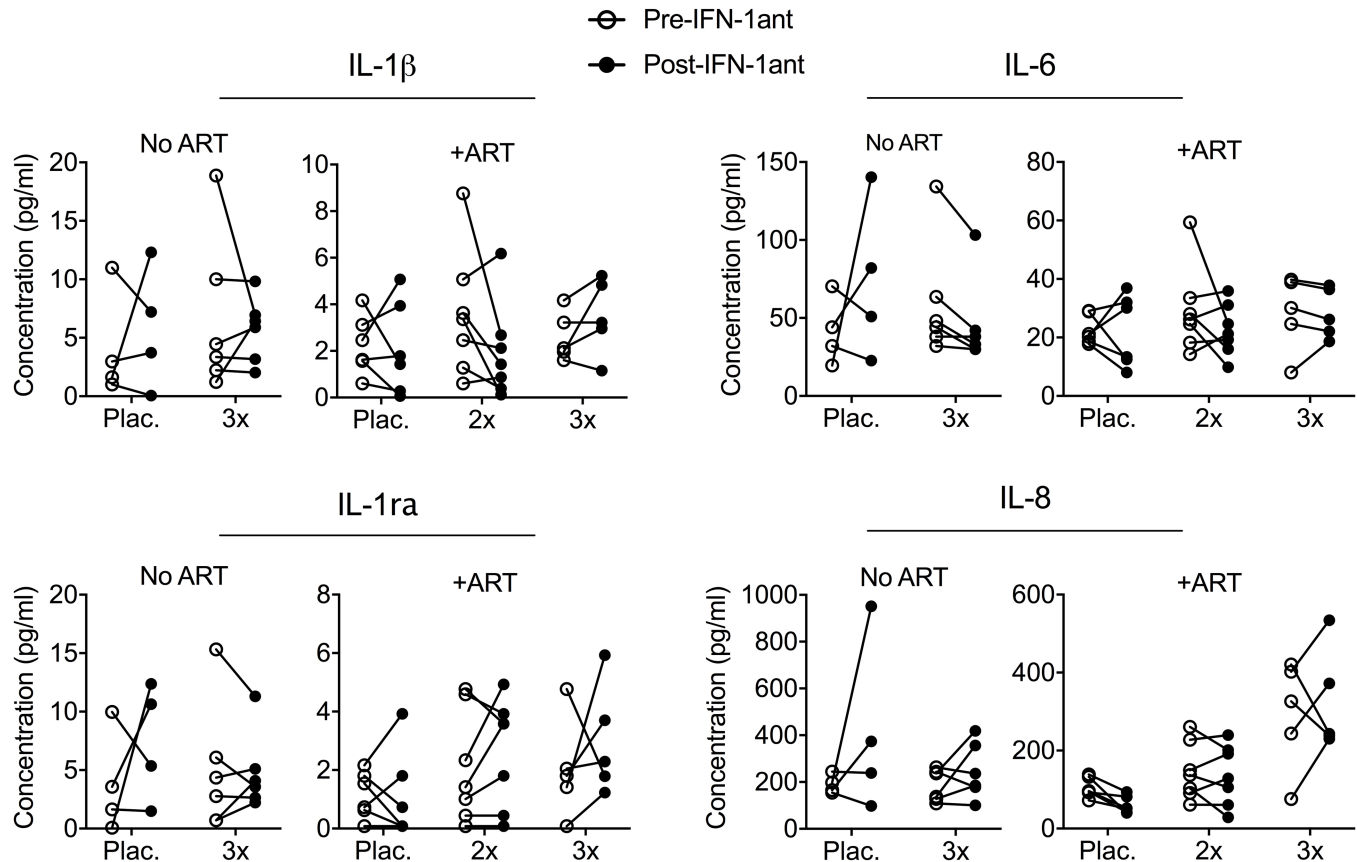 Pre-IFN-1ant
Post-IFN-1ant
IL-1β
No ART
Concentration (pg/ml)
20
15
10
5
0
Plac.
3x
+ART
10
8
6
4
2
0
Plac.
2x
3x
IL-6
No ART
Concentration (pg/ml)
150
100
50
0
Plac.
3x
+ART
80
60
40
20
0
Plac.
2x
3x
IL-1ra
No ART
Concentration (pg/ml)
20
15
10
5
0
Plac.
3x
+ART
8
6
4
2
0
Plac.
2x
3x
IL-8
No ART
Concentration (pg/ml)
1000
800
600
400
200
0
Plac.
3x
+ART
600
400
200
0
Plac.
2x
3x